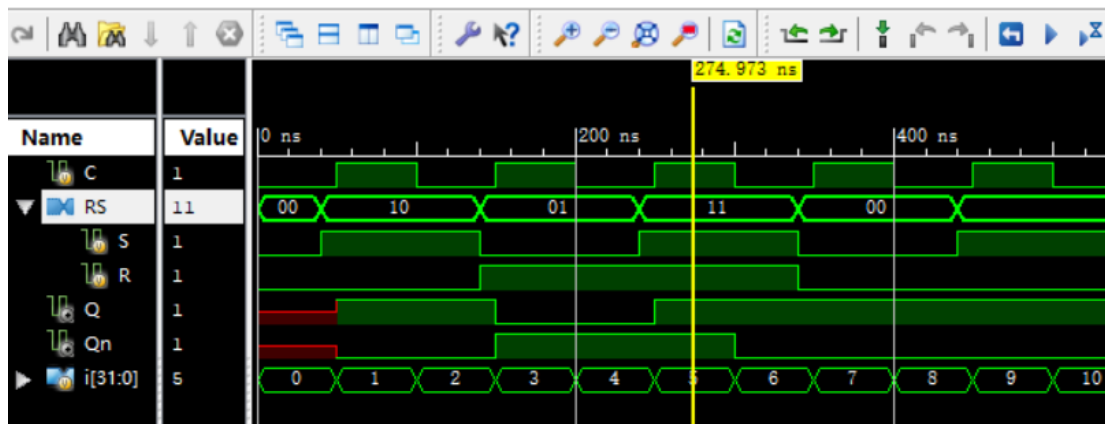 274.973 ns
Name Value 0 ns 200 ns 400 ns
C 1
RS 11 00 10 01 11 00
S 1
R 1
Q 1
Qn 1
i[31:0] 5 0 1 2 3 4 5 6 7 8 9 10